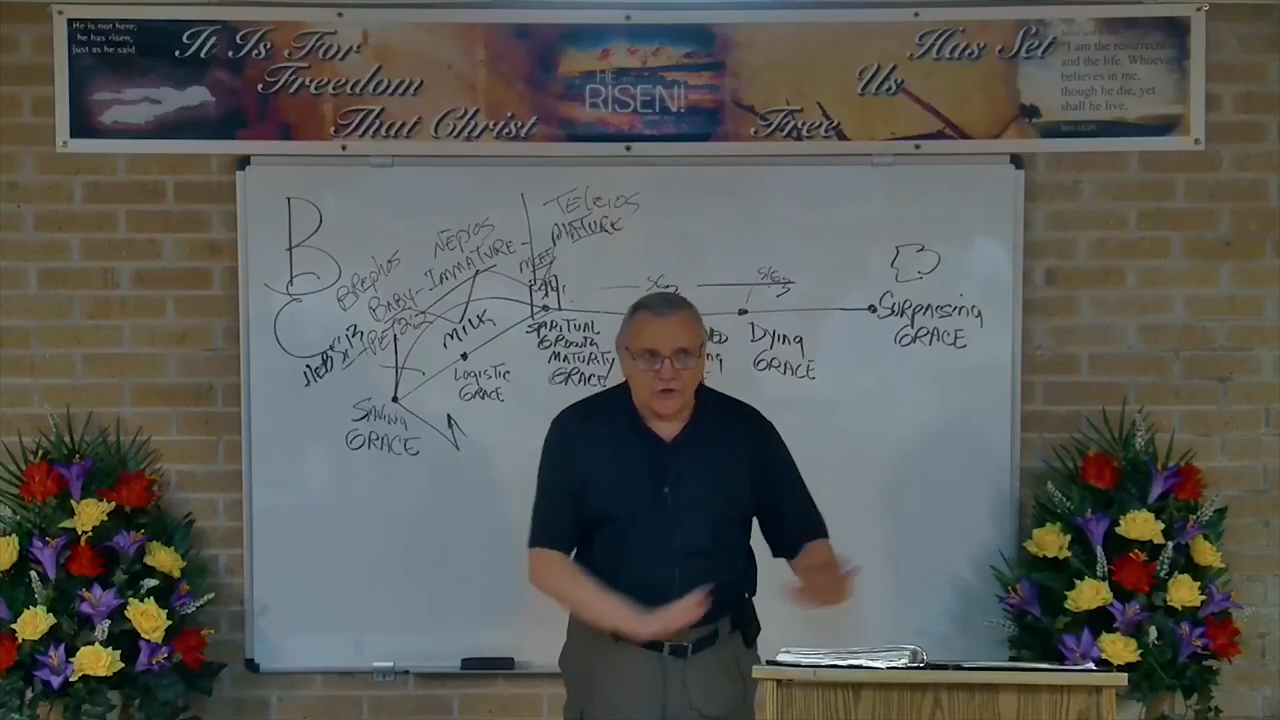 He is not here;
he has risen,
just as he said.
It Is For
Freedom
That Christ
HE
RISEN!
Has Set
Us
Free
"I am the resurrection
and the life. Whoever
believes in me,
though he die, yet
shall he live,
B
C
BREPHOS
BABY-
NEPIOS
IMMATURE
TELEIOS
MATURE
MILK
SAVING
GRACE
LOGISTIC
GRACE
SPIRITUAL
GROWTH
MATURITY
GRACE
DYING
GRACE
SURPASSING
GRACE